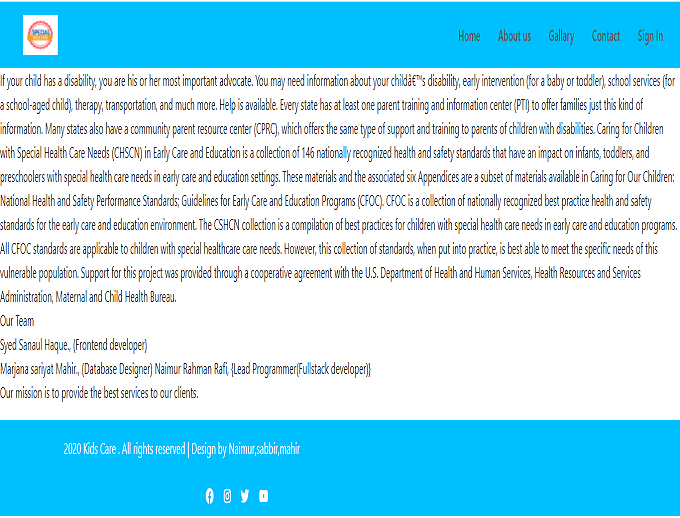 SPECIAL
Home About us Gallary Contact Sign In
If your child has a disability, you are his or her most important advocate. You may need information about your childâ€™s disability, early intervention (for a baby or toddler), school services (for
a school-aged child), therapy, transportation, and much more. Help is available. Every state has at least one parent training and information center (PTI) to offer families just this kind of
information. Many states also have a community parent resource center (CPRC), which offers the same type of support and training to parents of children with disabilities. Caring for Children
with Special Health Care Needs (CHSCN) in Early Care and Education is a collection of 146 nationally recognized health and safety standards that have an impact on infants, toddlers, and
preschoolers with special health care needs in early care and education settings. These materials and the associated six Appendices are a subset of materials available in Caring for Our Children:
National Health and Safety Performance Standards; Guidelines for Early Care and Education Programs (CFOC). CFOC is a collection of nationally recognized best practice health and safety
standards for the early care and education environment. The CSHCN collection is a compilation of best practices for children with special health care needs in early care and education programs.
All CFOC standards are applicable to children with special healthcare care needs. However, this collection of standards, when put into practice, is best able to meet the specific needs of this
vulnerable population. Support for this project was provided through a cooperative agreement with the U.S. Department of Health and Human Services, Health Resources and Services
Administration, Maternal and Child Health Bureau.
Our Team
Syed Sanaul Haque., (Frontend developer)
Marjana sariyat Mahir., (Database Designer) Naimur Rahman Rafi, {Lead Programmer(Fullstack developer)}
Our mission is to provide the best services to our clients.
2020 Kids Care . All rights reserved | Design by Naimur,sabbir,mahir